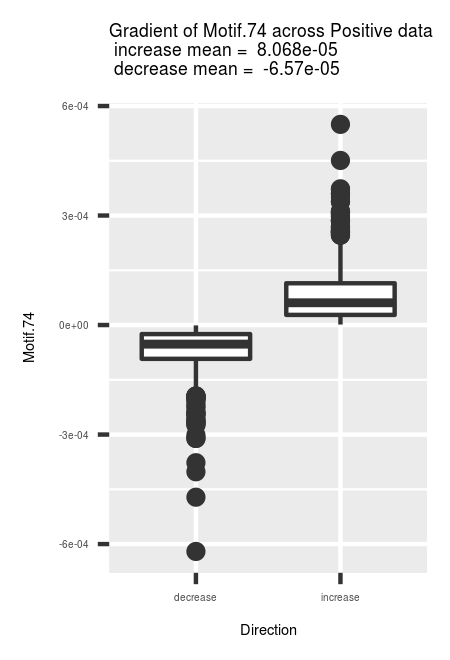 Gradient of Motif.74 across Positive data
increase mean =  8.068e-05
decrease mean =  -6.57e-05
6e-04
3e-04
0e+00
-3e-04
-6e-04
Motif.74
decrease
increase
Direction